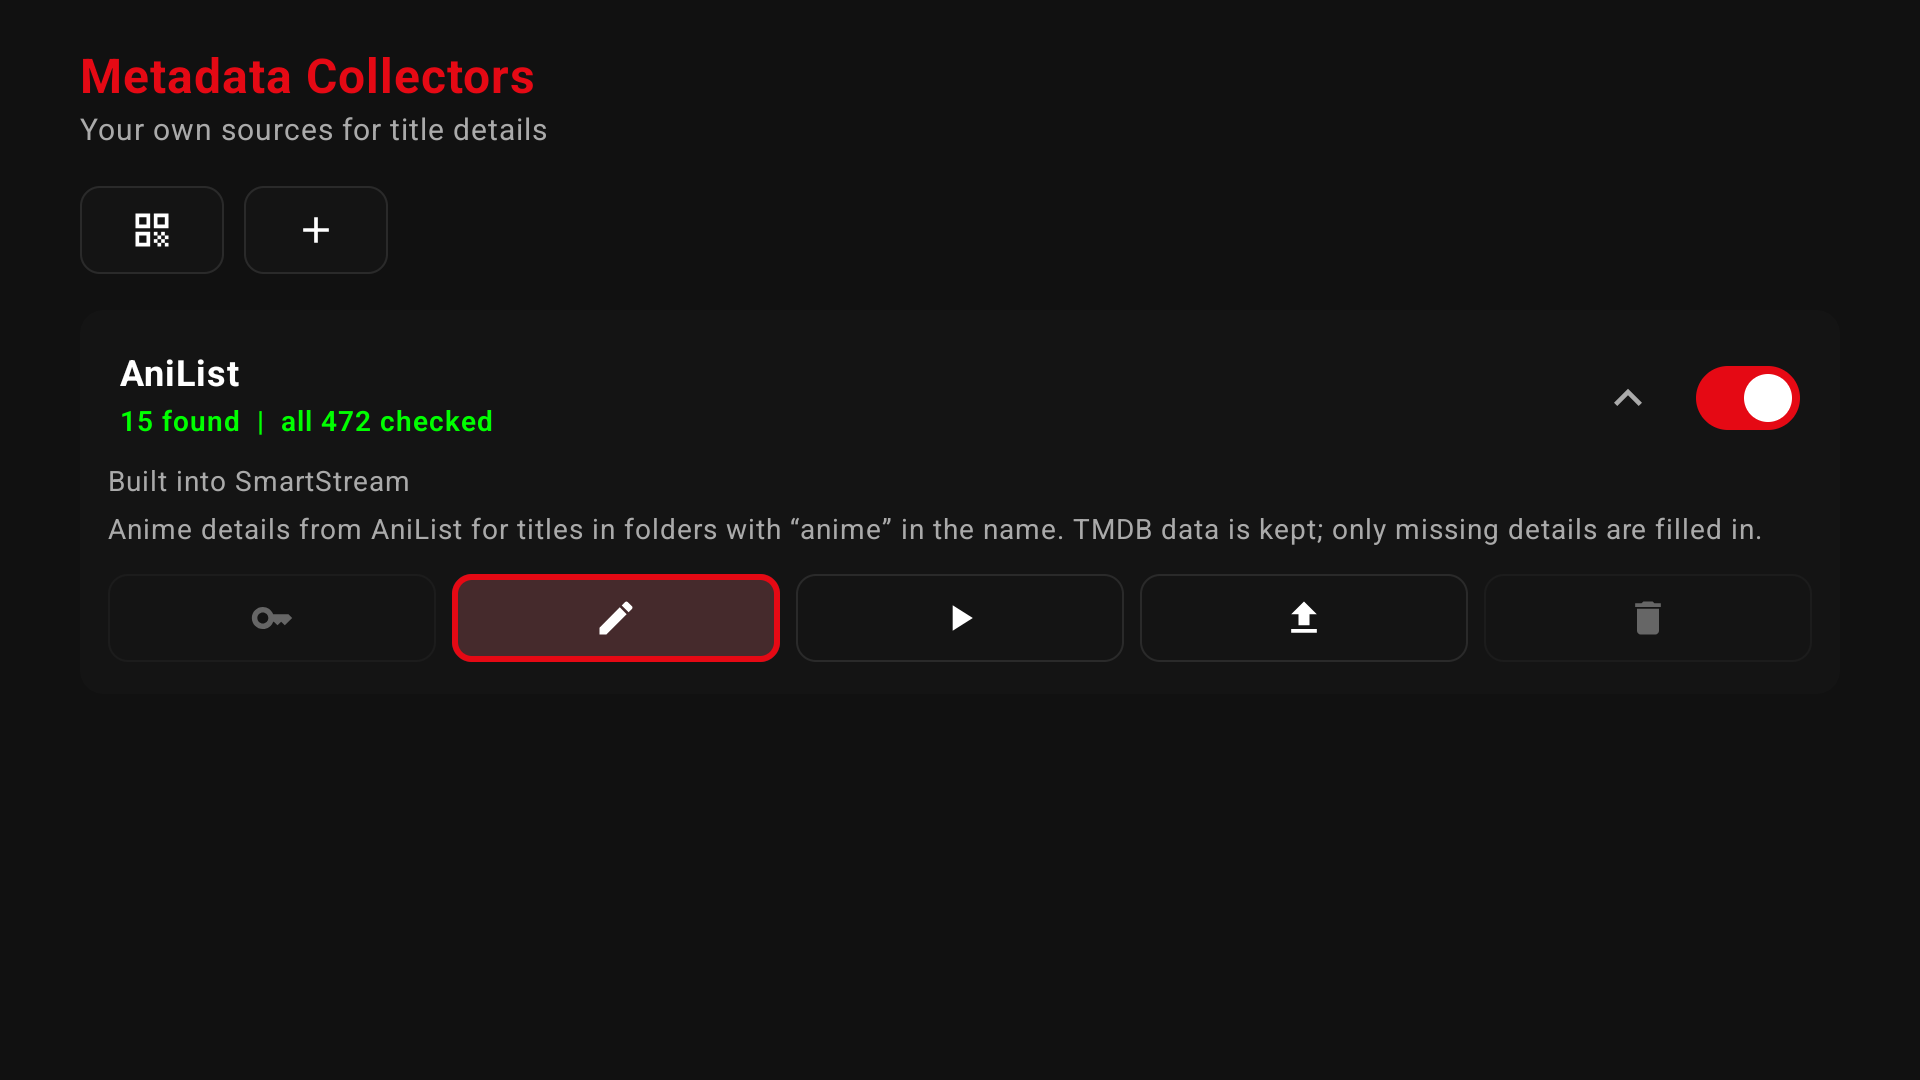 Metadata Collectors
Your own sources for title details
AniList
15 found | all 472 checked
Built into SmartStream
Anime details from AniList for titles in folders with “anime” in the name. TMDB data is kept; only missing details are filled in.